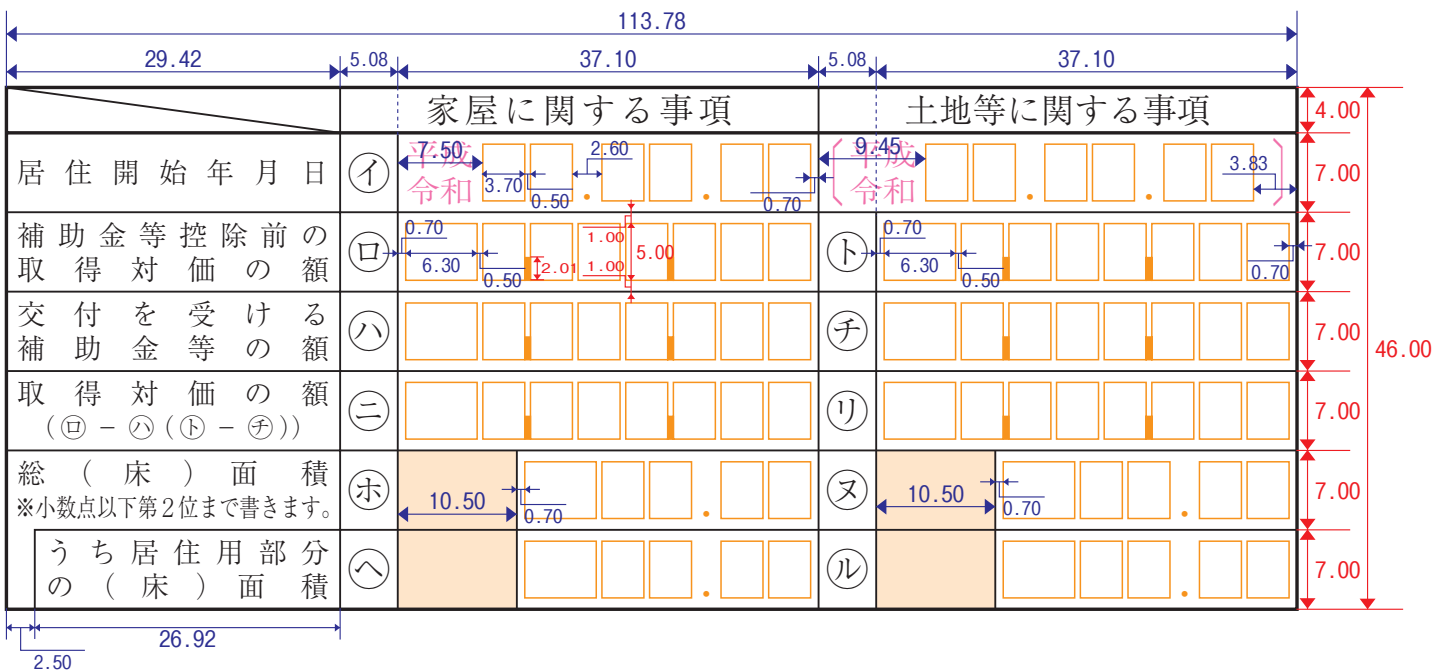 113.78
29.42 5.08 37.10 5.08 37.10
家屋に関する事項 土地等に関する事項 4.00
居住開始年月日 ㋑ 平成 7.50 2.60 平成 9.45 3.83 7.00
令和 3.70 0.50 0.70 令和
補助金等控除前の ㋺ 0.70 1.00 5.00 ㋣ 0.70 7.00
取得対価の額 6.30 0.50 2.01 1.00 6.30 0.50 0.70
交付を受ける ㋩ ㋠ 7.00
補助金等の額 46.00
取得対価の額 ㋥ ㋷ 7.00
(㋺－㋩(㋣－㋠))
総(床)面積 ㋭ 10.50 0.70 ㋦ 10.50 0.70 7.00
※小数点以下第2位まで書きます。
うち居住用部分 ㋬ ㋸ 7.00
の(床)面積
26.92
2.50